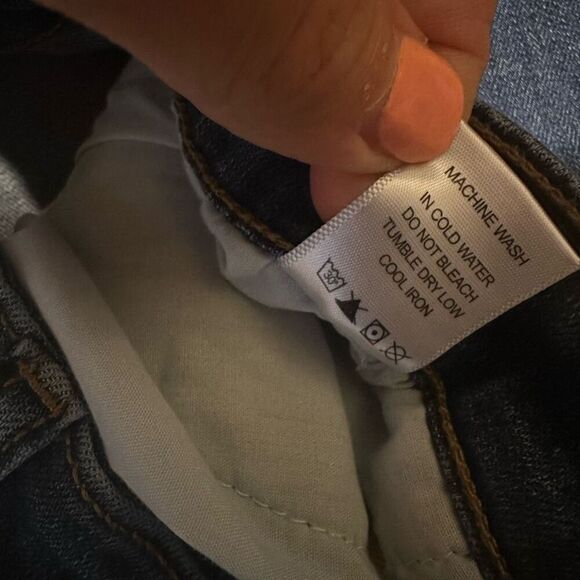 MACHINE WASH
IN COLD WATER
DO NOT BLEACH
TUMBLE DRY LOW
COOL IRON
30°